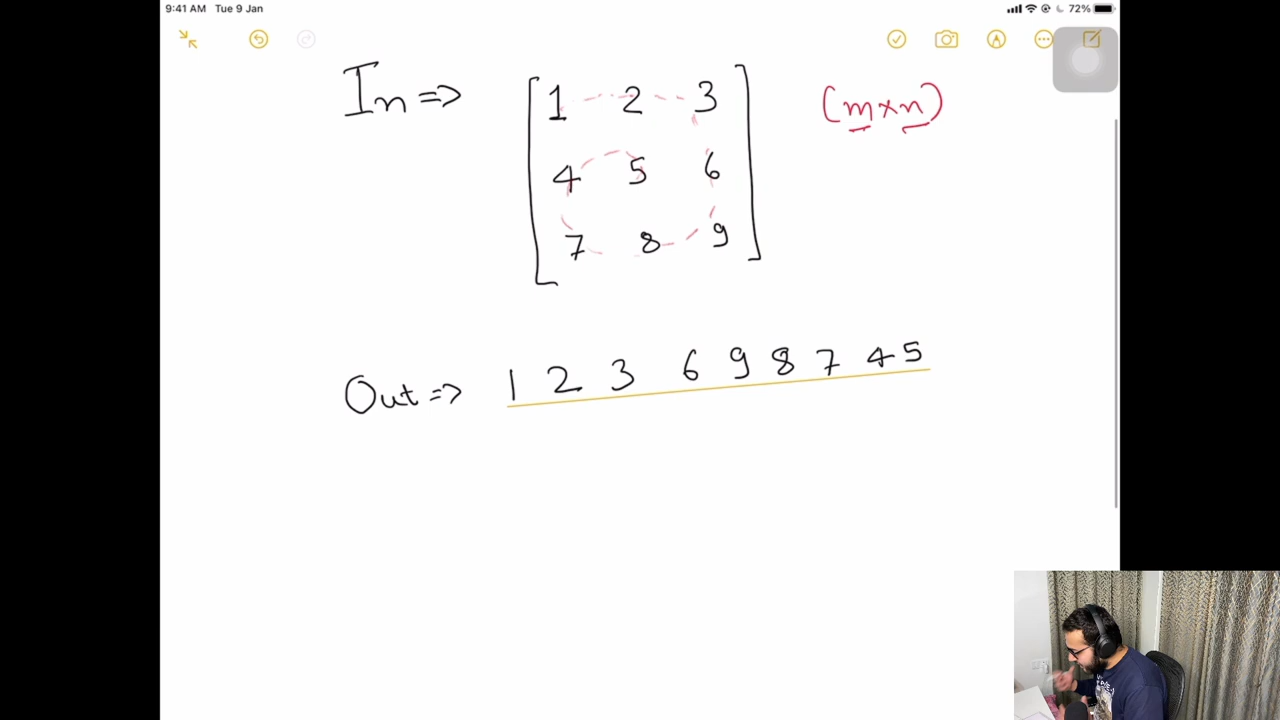 9:41 AM Tue 9 Jan 72%
In => 1 2 3 (m×n)
4 5 6
7 8 9
Out => 1 2 3 6 9 8 7 4 5